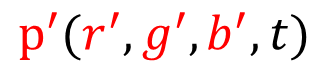 p′(r′, g′, b′, t)